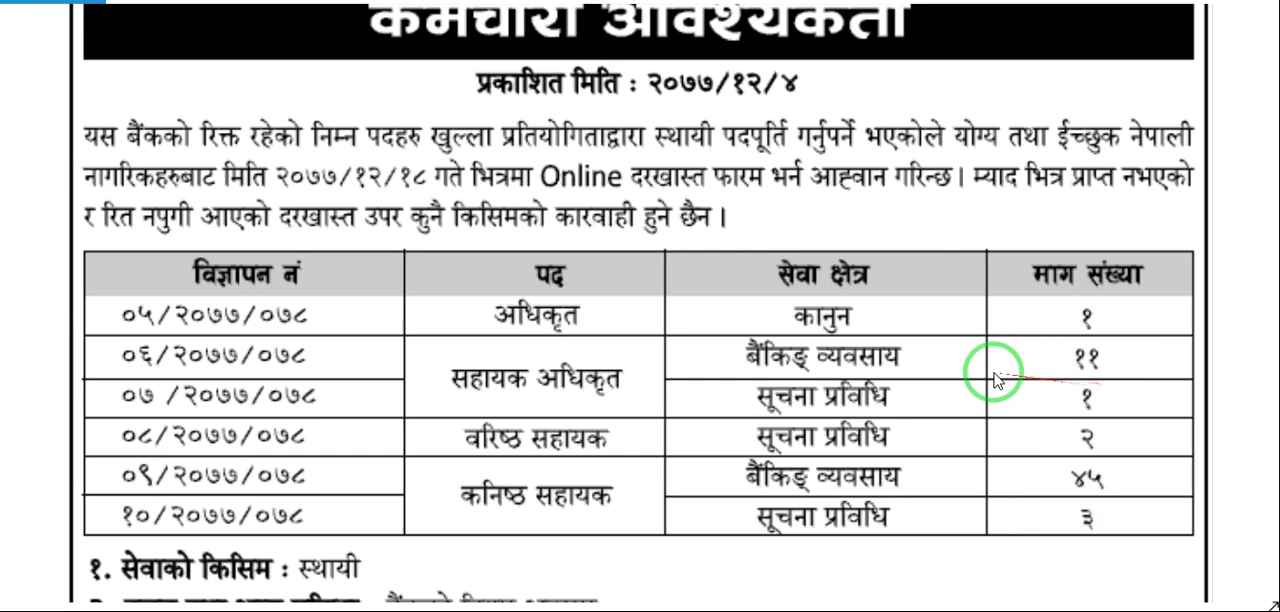 कर्मचारी आवश्यकता
प्रकाशित मिति : २०७७/१२/४
यस बैंकको रिक्त रहेको निम्न पदहरु खुल्ला प्रतियोगिताद्वारा स्थायी पदपूर्ति गर्नुपर्ने भएकोले योग्य तथा ईच्छुक नेपाली
नागरिकहरुबाट मिति २०७७/१२/१८ गते भित्रमा Online दरखास्त फारम भर्न आह्वान गरिन्छ। म्याद भित्र प्राप्त नभएको
र रित नपुगी आएको दरखास्त उपर कुनै किसिमको कारवाही हुने छैन ।
विज्ञापन नं पद सेवा क्षेत्र माग संख्या
०५/२०७७/०७८ अधिकृत कानुन १
०६/२०७७/०७८ बैंकिङ् व्यवसाय ११
सहायक अधिकृत
०७ /२०७७/०७८ सूचना प्रविधि १
०८/२०७७/०७८ वरिष्ठ सहायक सूचना प्रविधि २
०९/२०७७/०७८ बैंकिङ् व्यवसाय ४५
कनिष्ठ सहायक
१०/२०७७/०७८ सूचना प्रविधि ३
१. सेवाको किसिम : स्थायी